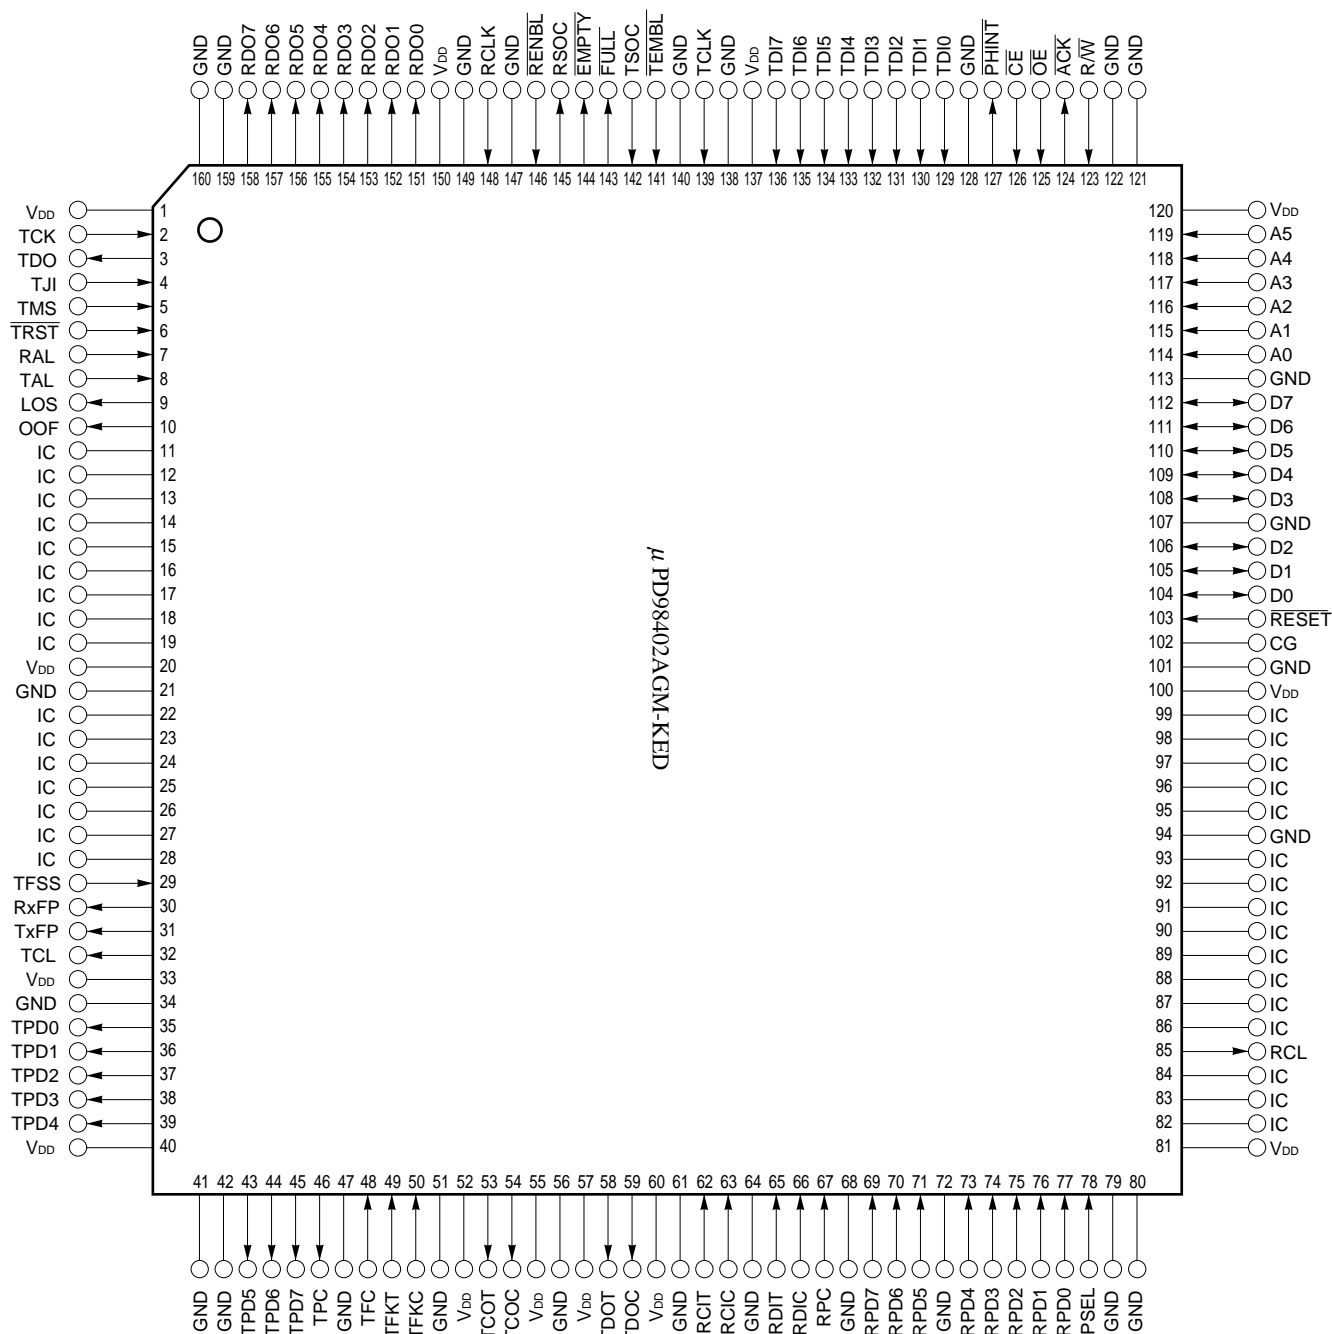 GND GND RDO7 RDO6 RDO5 RDO4 RDO3 RDO2 RDO1 RDO0 VDD GND RCLK GND RENBL RSOC EMPTY FULL TSOC TEMBL GND TCLK GND VDD TDI7 TDI6 TDI5 TDI4 TDI3 TDI2 TDI1 TDI0 GND PHINT CE OE ACK R/W GND GND
160 159 158 157 156 155 154 153 152 151 150 149 148 147 146 145 144 143 142 141 140 139 138 137 136 135 134 133 132 131 130 129 128 127 126 125 124 123 122 121
VDD 1 120 VDD
TCK 2 119 A5
TDO 3 118 A4
TJI 4 117 A3
TMS 5 116 A2
TRST 6 115 A1
RAL 7 114 A0
TAL 8 113 GND
LOS 9 112 D7
OOF 10 111 D6
IC 11 110 D5
IC 12 109 D4
IC 13 108 D3
IC 14 107 GND
IC 15 106 D2
IC 16 105 D1
IC 17 104 D0
IC 18 103 RESET
IC 19 102 CG
VDD 20 101 GND
GND 21 100 VDD
IC 22 99 IC
IC 23 98 IC
IC 24 97 IC
IC 25 96 IC
IC 26 95 IC
IC 27 94 GND
IC 28 93 IC
TFSS 29 92 IC
RxFP 30 91 IC
TxFP 31 90 IC
TCL 32 89 IC
VDD 33 88 IC
GND 34 87 IC
TPD0 35 86 IC
TPD1 36 85 RCL
TPD2 37 84 IC
TPD3 38 83 IC
TPD4 39 82 IC
VDD 40 81 VDD
μ PD98402AGM-KED
41 42 43 44 45 46 47 48 49 50 51 52 53 54 55 56 57 58 59 60 61 62 63 64 65 66 67 68 69 70 71 72 73 74 75 76 77 78 79 80
GND GND TPD5 TPD6 TPD7 TPC GND TFC TFKT TFKC GND VDD TCOT TCOC VDD GND VDD TDOT TDOC VDD GND RCIT RCIC GND RDIT RDIC RPC GND RPD7 RPD6 RPD5 GND RPD4 RPD3 RPD2 RPD1 RPD0 PSEL GND GND